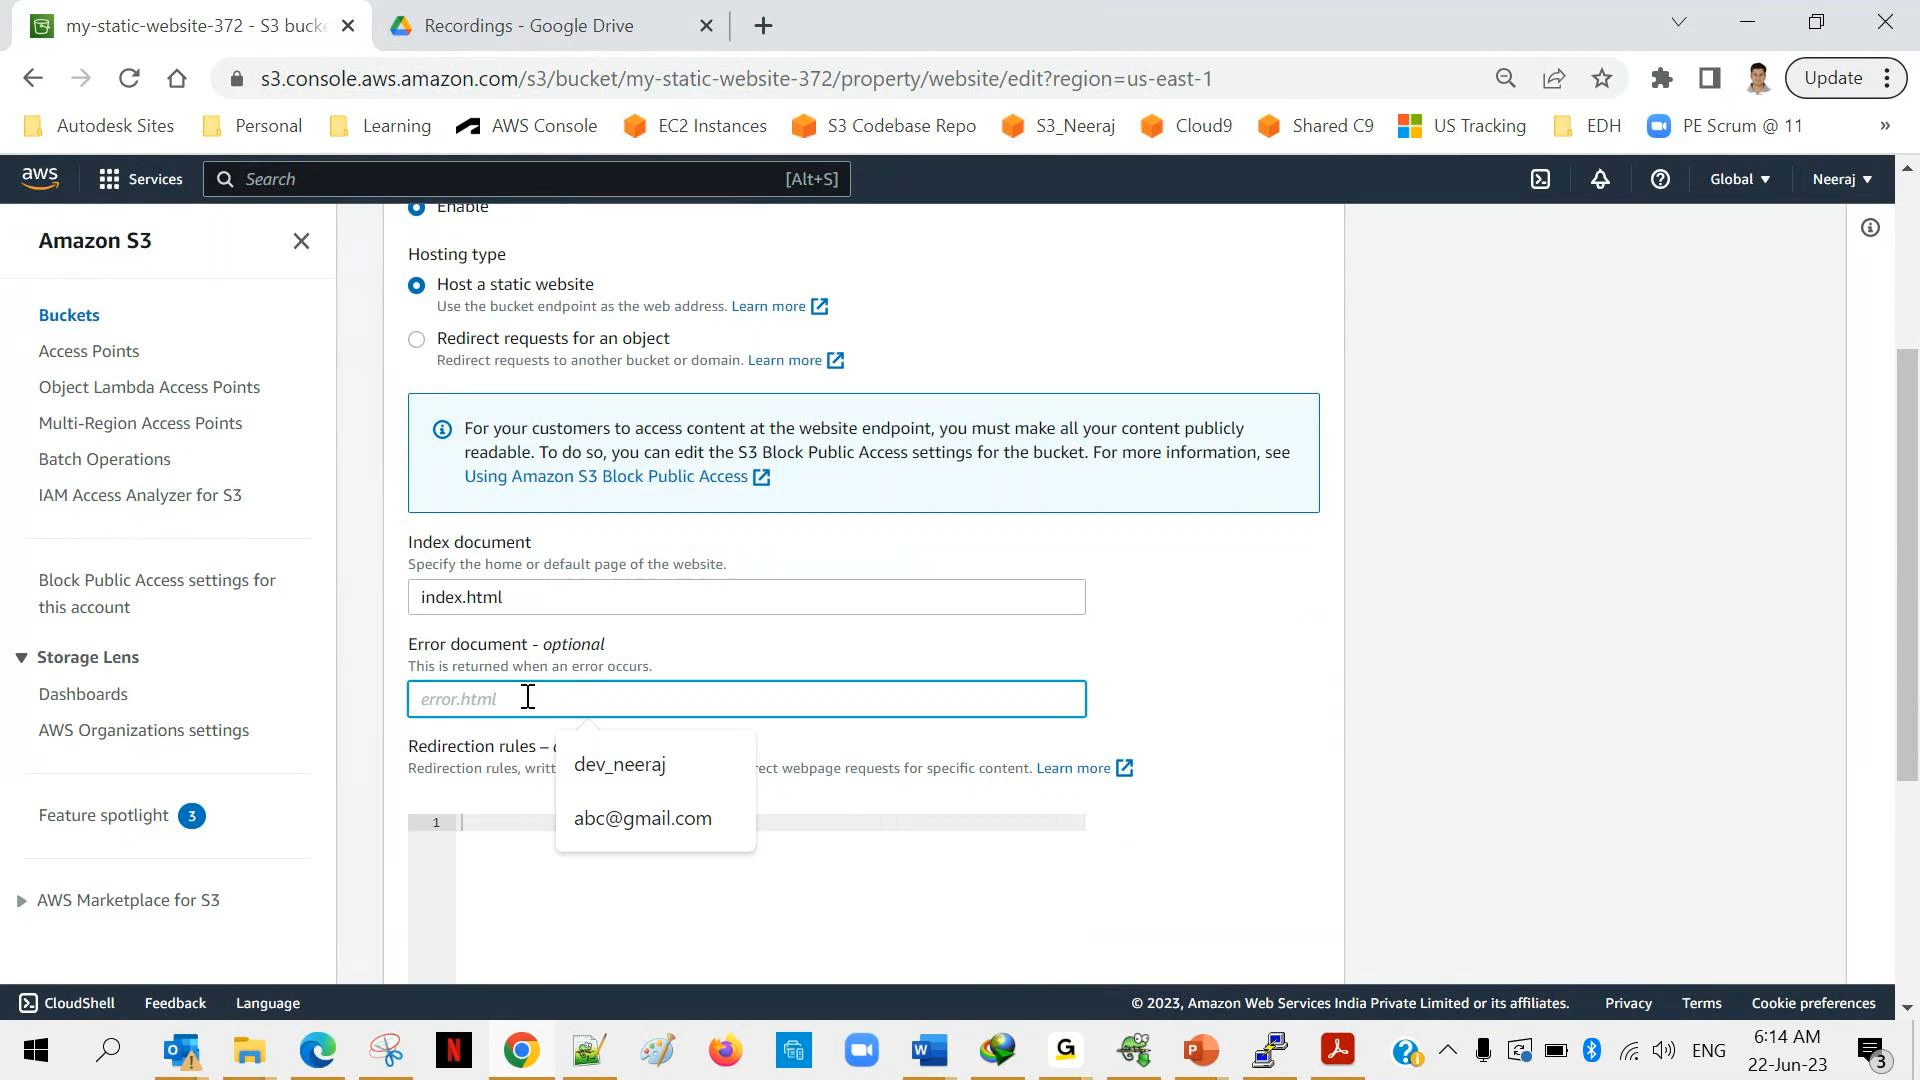 my-static-website-372 - S3 bucke
Recordings - Google Drive
s3.console.aws.amazon.com/s3/bucket/my-static-website-372/property/website/edit?region=us-east-1
Update
Autodesk Sites
Personal
Learning
AWS Console
EC2 Instances
S3 Codebase Repo
S3_Neeraj
Cloud9
Shared C9
US Tracking
EDH
PE Scrum @ 11
»
aws
Services
Search
[Alt+S]
Global
Neeraj
Amazon S3
Buckets
Access Points
Object Lambda Access Points
Multi-Region Access Points
Batch Operations
IAM Access Analyzer for S3
Block Public Access settings for
this account
Storage Lens
Dashboards
AWS Organizations settings
Feature spotlight 3
AWS Marketplace for S3
Enable
Hosting type
Host a static website
Use the bucket endpoint as the web address. Learn more
Redirect requests for an object
Redirect requests to another bucket or domain. Learn more
For your customers to access content at the website endpoint, you must make all your content publicly
readable. To do so, you can edit the S3 Block Public Access settings for the bucket. For more information, see
Using Amazon S3 Block Public Access
Index document
Specify the home or default page of the website.
index.html
Error document - optional
This is returned when an error occurs.
error.html
Redirection rules –
Redirection rules, writt
rect webpage requests for specific content. Learn more
dev_neeraj
abc@gmail.com
1
CloudShell
Feedback
Language
© 2023, Amazon Web Services India Private Limited or its affiliates.
Privacy
Terms
Cookie preferences
ENG
6:14 AM
22-Jun-23
3